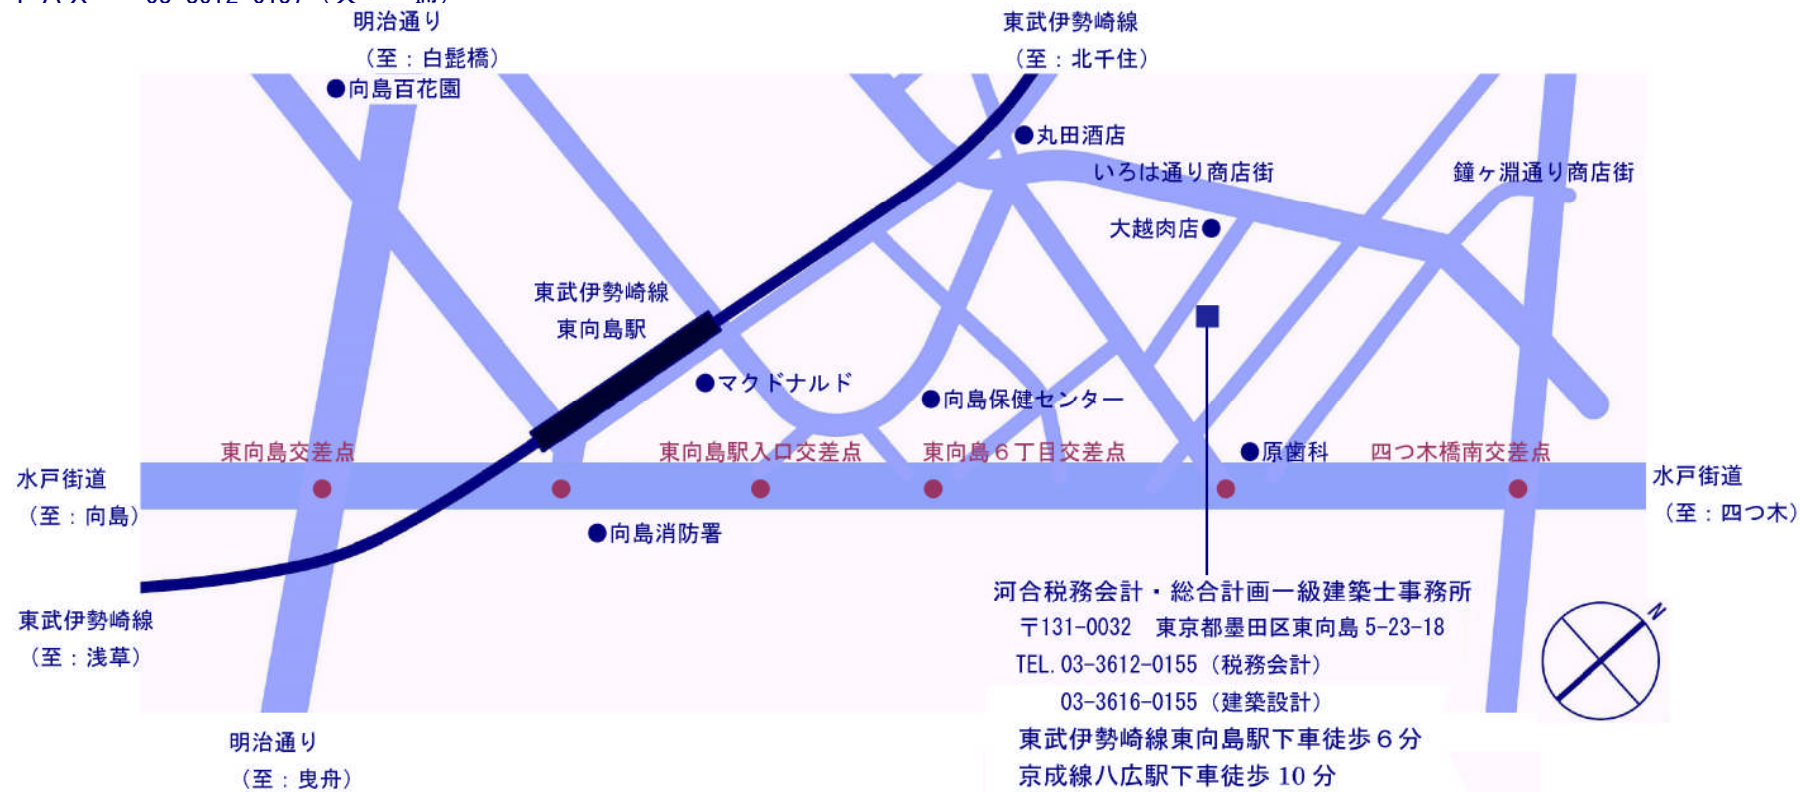 明治通り
（至：白髭橋）
東武伊勢崎線
（至：北千住）
●向島百花園
●丸田酒店
いろは通り商店街
鐘ヶ淵通り商店街
大越肉店●
東武伊勢崎線
東向島駅
●マクドナルド
●向島保健センター
東向島交差点
東向島駅入口交差点
東向島６丁目交差点
●原歯科
四つ木橋南交差点
水戸街道
（至：向島）
水戸街道
（至：四つ木）
●向島消防署
東武伊勢崎線
（至：浅草）
河合税務会計・総合計画一級建築士事務所
〒131-0032　東京都墨田区東向島 5-23-18
TEL. 03-3612-0155（税務会計）
03-3616-0155（建築設計）
東武伊勢崎線東向島駅下車徒歩６分
京成線八広駅下車徒歩 10 分
N
明治通り
（至：曳舟）